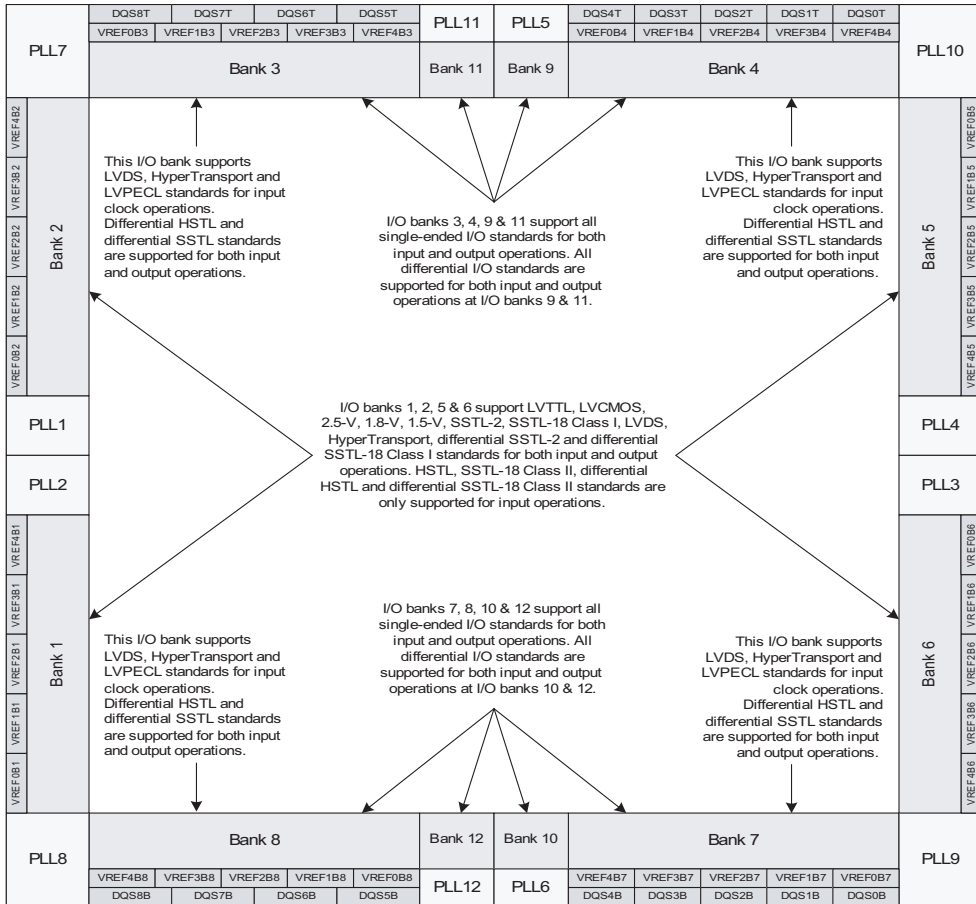 PLL7
DQS8T DQS7T DQS6T DQS5T
VREF0B3 VREF1B3 VREF2B3 VREF3B3 VREF4B3
Bank 3
PLL11
Bank 11
PLL5
Bank 9
DQS4T DQS3T DQS2T DQS1T DQS0T
VREF0B4 VREF1B4 VREF2B4 VREF3B4 VREF4B4
Bank 4
PLL10
VREF4B2
VREF3B2
VREF2B2
VREF1B2
VREF0B2
Bank 2
This I/O bank supports
LVDS, HyperTransport and
LVPECL standards for input
clock operations.
Differential HSTL and
differential SSTL standards
are supported for both input
and output operations.
I/O banks 3, 4, 9 & 11 support all
single-ended I/O standards for both
input and output operations. All
differential I/O standards are
supported for both input and output
operations at I/O banks 9 & 11.
This I/O bank supports
LVDS, HyperTransport and
LVPECL standards for input
clock operations.
Differential HSTL and
differential SSTL standards
are supported for both input
and output operations.
Bank 5
VREF0B5
VREF1B5
VREF2B5
VREF3B5
VREF4B5
PLL1
PLL2
I/O banks 1, 2, 5 & 6 support LVTTL, LVCMOS,
2.5-V, 1.8-V, 1.5-V, SSTL-2, SSTL-18 Class I, LVDS,
HyperTransport, differential SSTL-2 and differential
SSTL-18 Class I standards for both input and output
operations. HSTL, SSTL-18 Class II, differential
HSTL and differential SSTL-18 Class II standards are
only supported for input operations.
PLL4
PLL3
VREF4B1
VREF3B1
VREF2B1
VREF1B1
VREF0B1
Bank 1
This I/O bank supports
LVDS, HyperTransport and
LVPECL standards for input
clock operations.
Differential HSTL and
differential SSTL standards
are supported for both input
and output operations.
I/O banks 7, 8, 10 & 12 support all
single-ended I/O standards for both
input and output operations. All
differential I/O standards are
supported for both input and output
operations at I/O banks 10 & 12.
This I/O bank supports
LVDS, HyperTransport and
LVPECL standards for input
clock operations.
Differential HSTL and
differential SSTL standards
are supported for both input
and output operations.
Bank 6
VREF0B6
VREF1B6
VREF2B6
VREF3B6
VREF4B6
PLL8
Bank 8
VREF4B8 VREF3B8 VREF2B8 VREF1B8 VREF0B8
DQS8B DQS7B DQS6B DQS5B
Bank 12
PLL12
Bank 10
PLL6
Bank 7
VREF4B7 VREF3B7 VREF2B7 VREF1B7 VREF0B7
DQS4B DQS3B DQS2B DQS1B DQS0B
PLL9